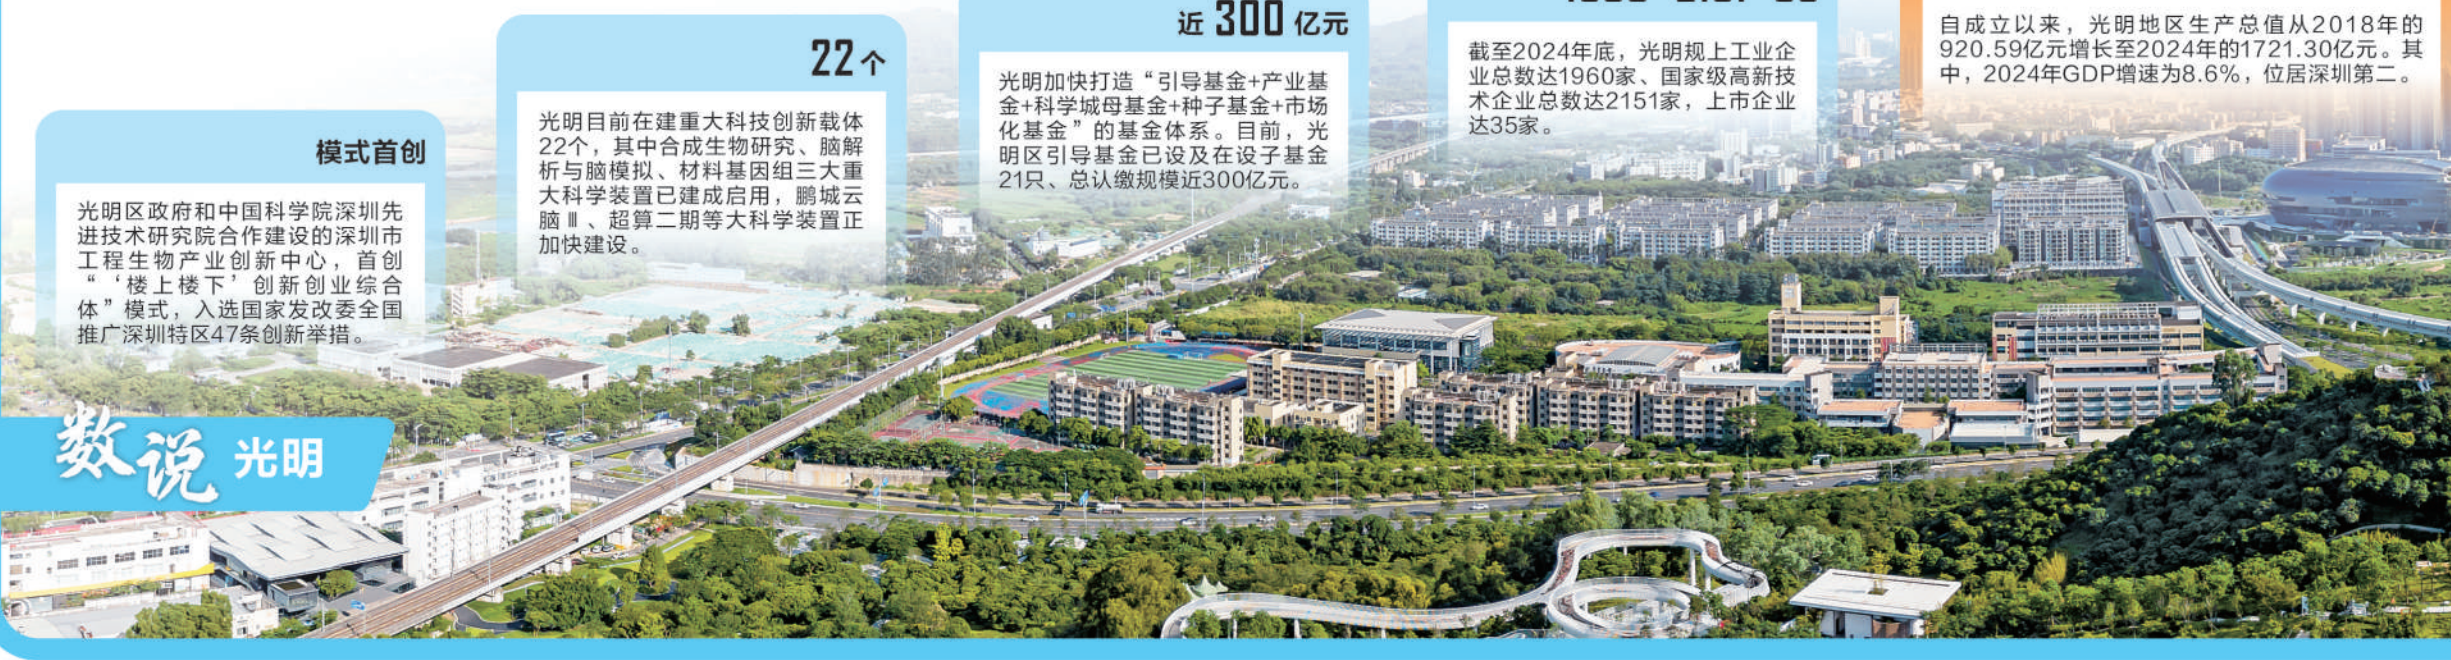 模式首创
光明区政府和中国科学院深圳先
进技术研究院合作建设的深圳市
工程生物产业创新中心，首创
“‘楼上楼下’创新创业综合
体”模式，入选国家发改委全国
推广深圳特区47条创新举措。
22个
光明目前在建重大科技创新载体
22个，其中合成生物研究、脑解
析与脑模拟、材料基因组三大重
大科学装置已建成启用，鹏城云
脑Ⅲ、超算二期等大科学装置正
加快建设。
近300亿元
光明加快打造“引导基金+产业基
金+科学城母基金+种子基金+市场
化基金”的基金体系。目前，光
明区引导基金已设及在设子基金
21只、总认缴规模近300亿元。
截至2024年底，光明规上工业企
业总数达1960家、国家级高新技
术企业总数达2151家，上市企业
达35家。
自成立以来，光明地区生产总值从2018年的
920.59亿元增长至2024年的1721.30亿元。其
中，2024年GDP增速为8.6%，位居深圳第二。
数说 光明